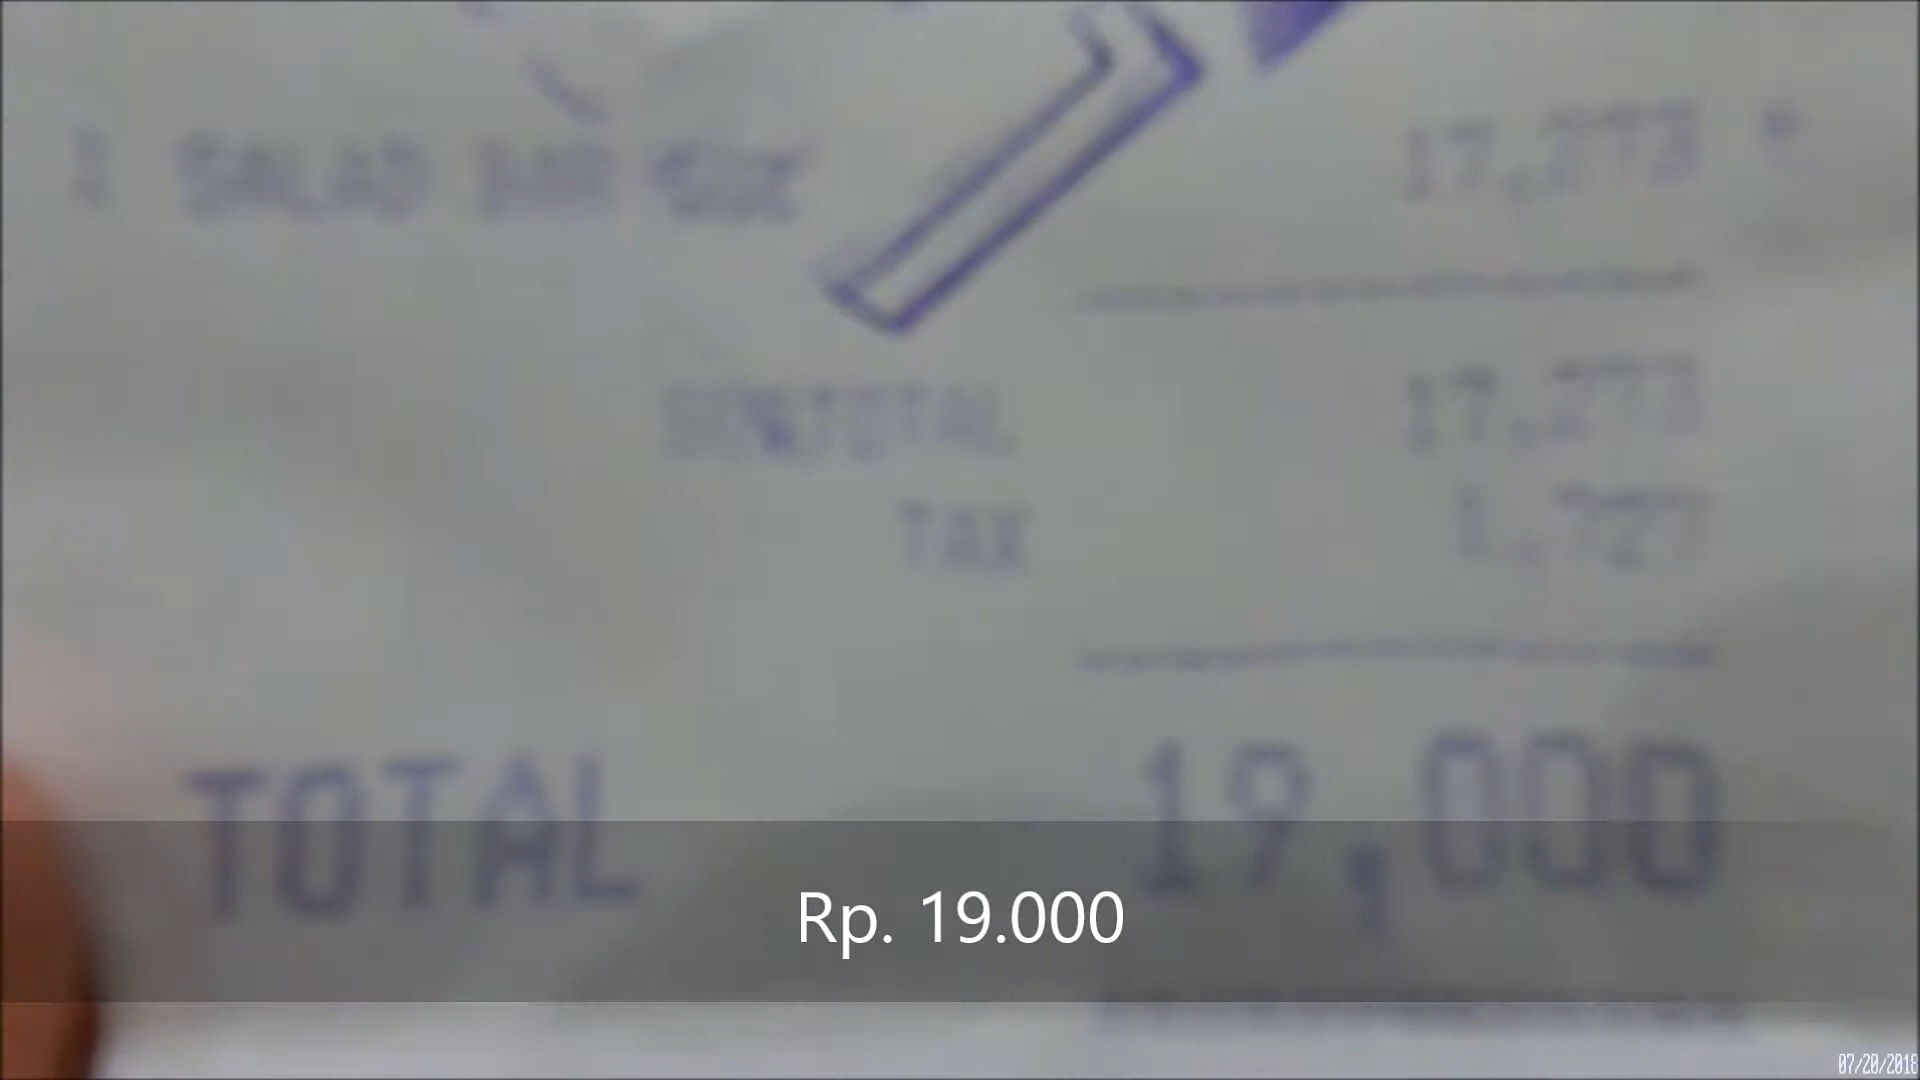 1 SALAD BAR 17,273
SUBTOTAL 17,273
TAX 1,727
TOTAL 19,000
Rp. 19.000
07/20/2018